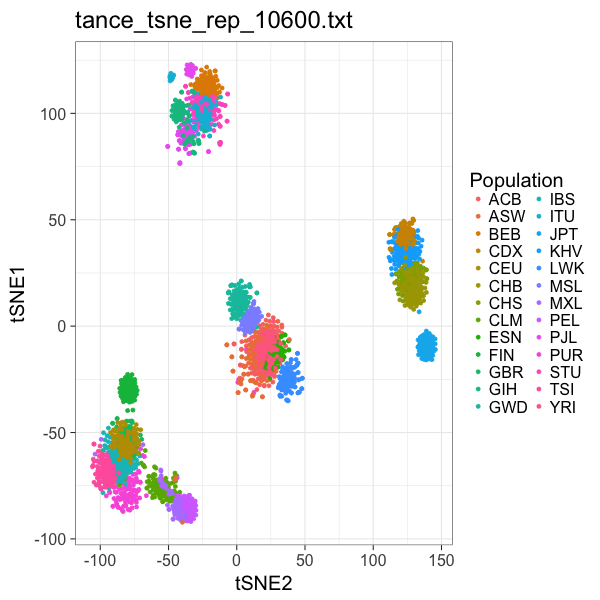 tance_tsne_rep_10600.txt
tSNE1
100
50
0
-50
-100
-100 -50 0 50 100 150
tSNE2
Population
ACB IBS
ASW ITU
BEB JPT
CDX KHV
CEU LWK
CHB MSL
CHS MXL
CLM PEL
ESN PJL
FIN PUR
GBR STU
GIH TSI
GWD YRI